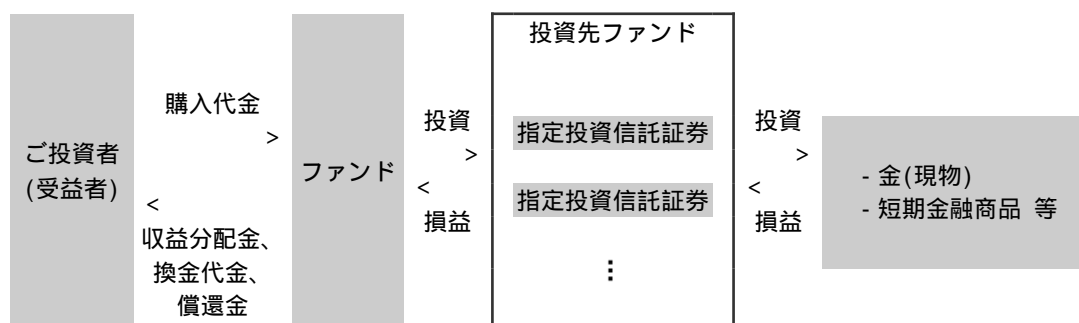 投資先ファンド
購入代金
>
ご投資者
(受益者)
<
収益分配金、
換金代金、
償還金
ファンド
投資
>
<
損益
指定投資信託証券
指定投資信託証券
⋮
投資
>
<
損益
- 金(現物)
- 短期金融商品 等